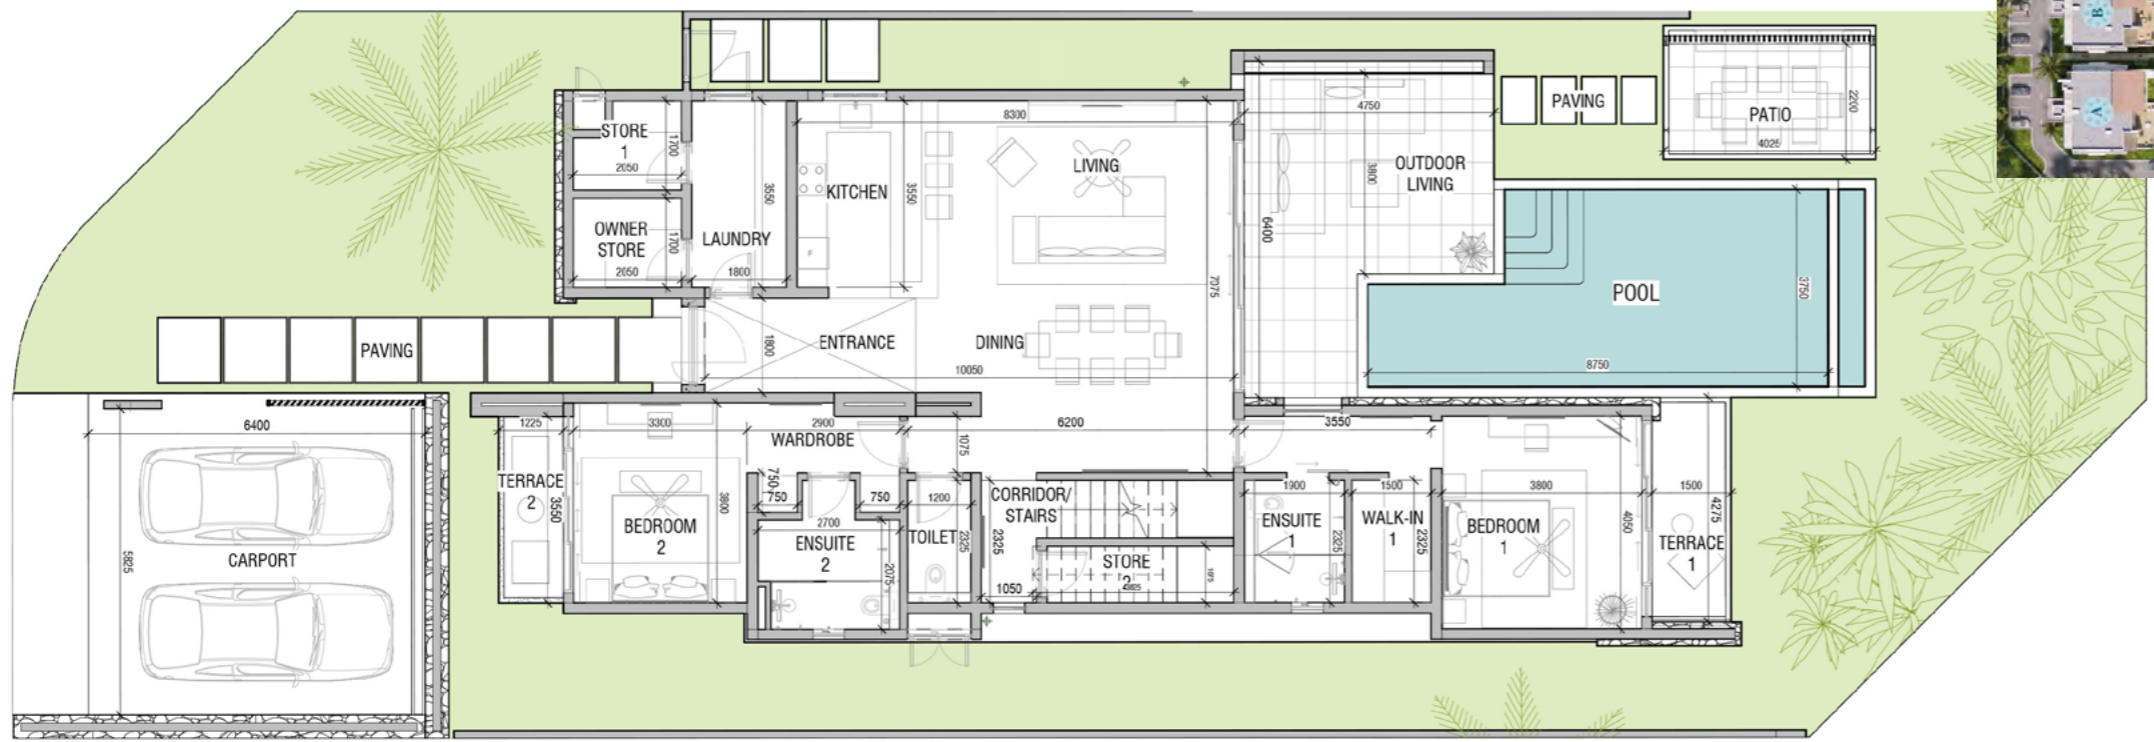 B
A
STORE
1
1700
2050
OWNER
STORE
1700
2050
LAUNDRY
3550
1800
KITCHEN
3550
F
8300
LIVING
7075
4750
OUTDOOR
LIVING
3800
6400
PAVING
PATIO
2200
4025
POOL
3750
8750
PAVING
ENTRANCE
1800
DINING
10050
6400
CARPORT
5825
1225
TERRACE
2
3550
3300
2900
WARDROBE
3800
BEDROOM
2
750
750
750
2700
ENSUITE
2
2075
1075
1200
TOILET
2325
6200
CORRIDOR/
STAIRS
2325
1050
STORE
1075
3550
1900
ENSUITE
1
2325
1500
WALK-IN
1
2325
3800
BEDROOM
1
4050
1500
4275
TERRACE
1